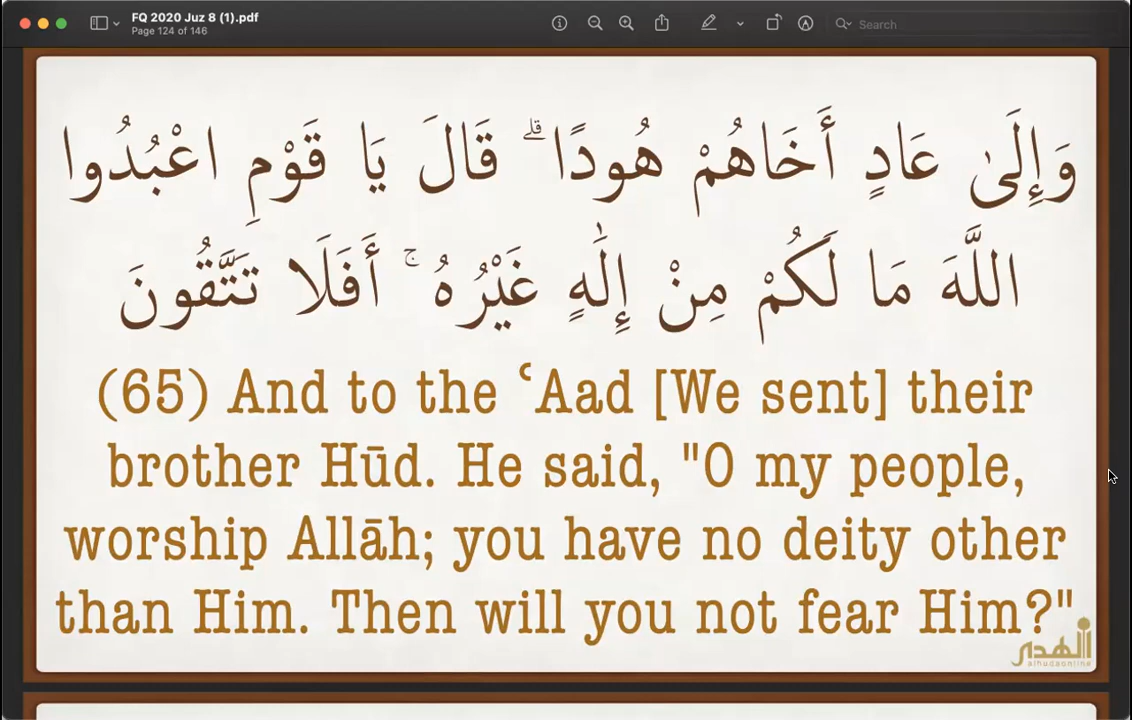 FQ 2020 Juz 8 (1).pdf
Page 124 of 146
Search
وَإِلَىٰ عَادٍ أَخَاهُمْ هُودًا ۗ قَالَ يَا قَوْمِ اعْبُدُوا
اللَّهَ مَا لَكُمْ مِنْ إِلَٰهٍ غَيْرُهُ ۚ أَفَلَا تَتَّقُونَ
(65) And to the ʿAad [We sent] their
brother Hūd. He said, "O my people,
worship Allāh; you have no deity other
than Him. Then will you not fear Him?"
الهدى
alhudaonline